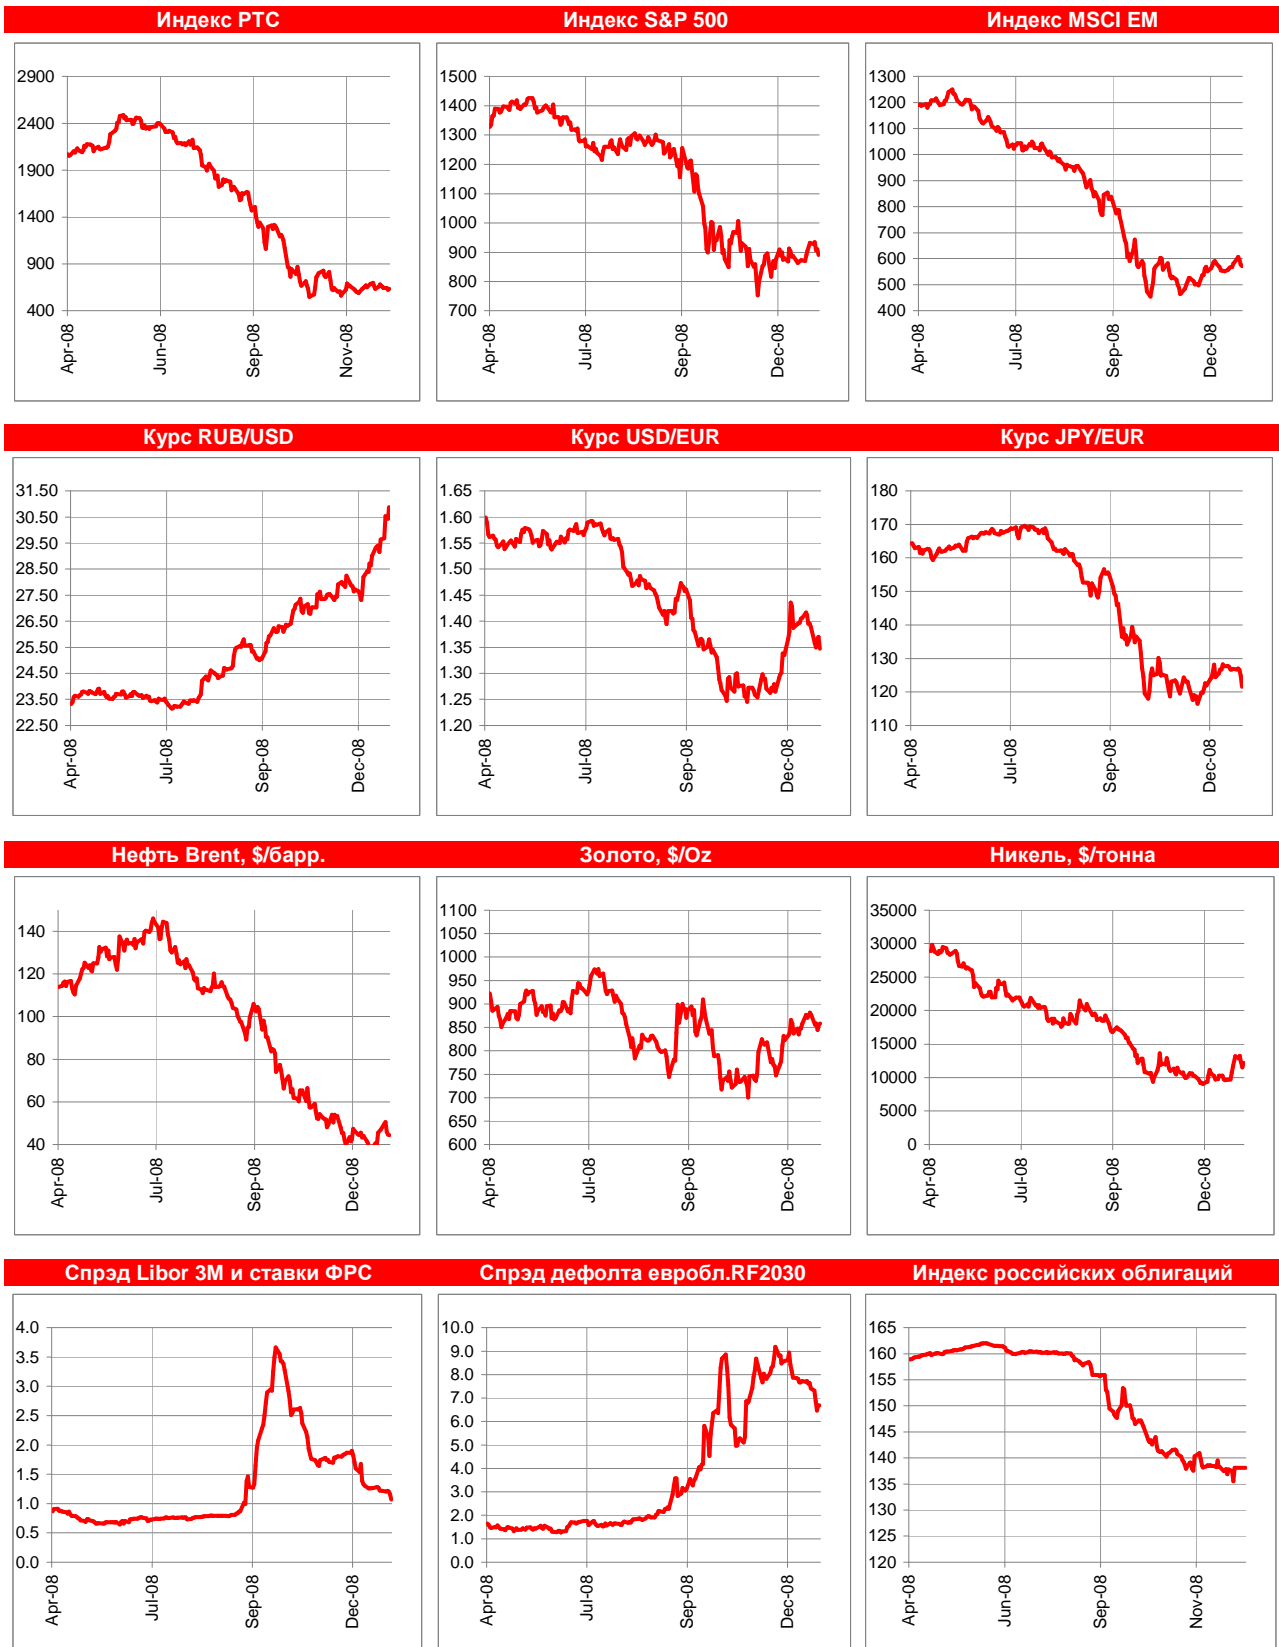 Индекс РТС
2900
2400
1900
1400
900
400
Apr-08
Jun-08
Sep-08
Nov-08
Индекс S&P 500
1500
1400
1300
1200
1100
1000
900
800
700
Apr-08
Jul-08
Sep-08
Dec-08
Индекс MSCI EM
1300
1200
1100
1000
900
800
700
600
500
400
Apr-08
Jul-08
Sep-08
Dec-08
Курс RUB/USD
31.50
30.50
29.50
28.50
27.50
26.50
25.50
24.50
23.50
22.50
Apr-08
Jul-08
Sep-08
Dec-08
Курс USD/EUR
1.65
1.60
1.55
1.50
1.45
1.40
1.35
1.30
1.25
1.20
Apr-08
Jul-08
Sep-08
Dec-08
Курс JPY/EUR
180
170
160
150
140
130
120
110
Apr-08
Jul-08
Sep-08
Dec-08
Нефть Brent, $/барр.
140
120
100
80
60
40
Apr-08
Jul-08
Sep-08
Dec-08
Золото, $/Oz
1100
1050
1000
950
900
850
800
750
700
650
600
Apr-08
Jul-08
Sep-08
Dec-08
Никель, $/тонна
35000
30000
25000
20000
15000
10000
5000
0
Apr-08
Jul-08
Sep-08
Dec-08
Спрэд Libor 3M и ставки ФРС
4.0
3.5
3.0
2.5
2.0
1.5
1.0
0.5
0.0
Apr-08
Jul-08
Sep-08
Dec-08
Спрэд дефолта евробл.RF2030
10.0
9.0
8.0
7.0
6.0
5.0
4.0
3.0
2.0
1.0
0.0
Apr-08
Jul-08
Sep-08
Dec-08
Индекс российских облигаций
165
160
155
150
145
140
135
130
125
120
Apr-08
Jun-08
Sep-08
Nov-08